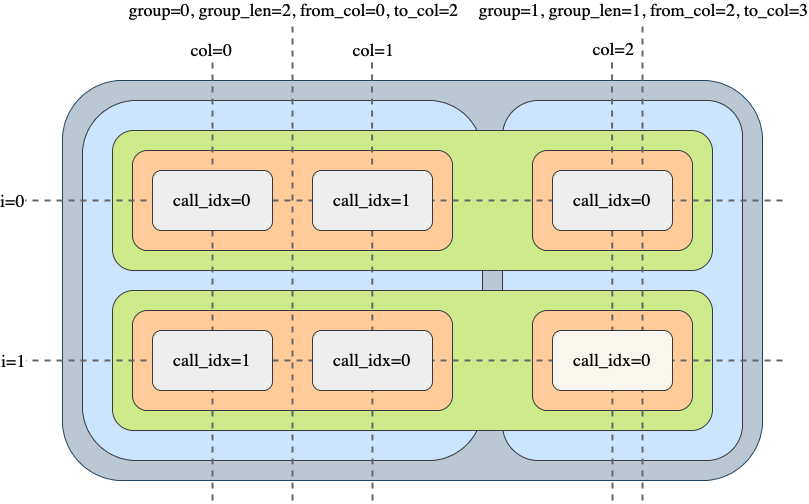 group=0, group_len=2, from_col=0, to_col=2
group=1, group_len=1, from_col=2, to_col=3
col=0
col=1
col=2
i=0
call_idx=0
call_idx=1
call_idx=0
i=1
call_idx=1
call_idx=0
call_idx=0